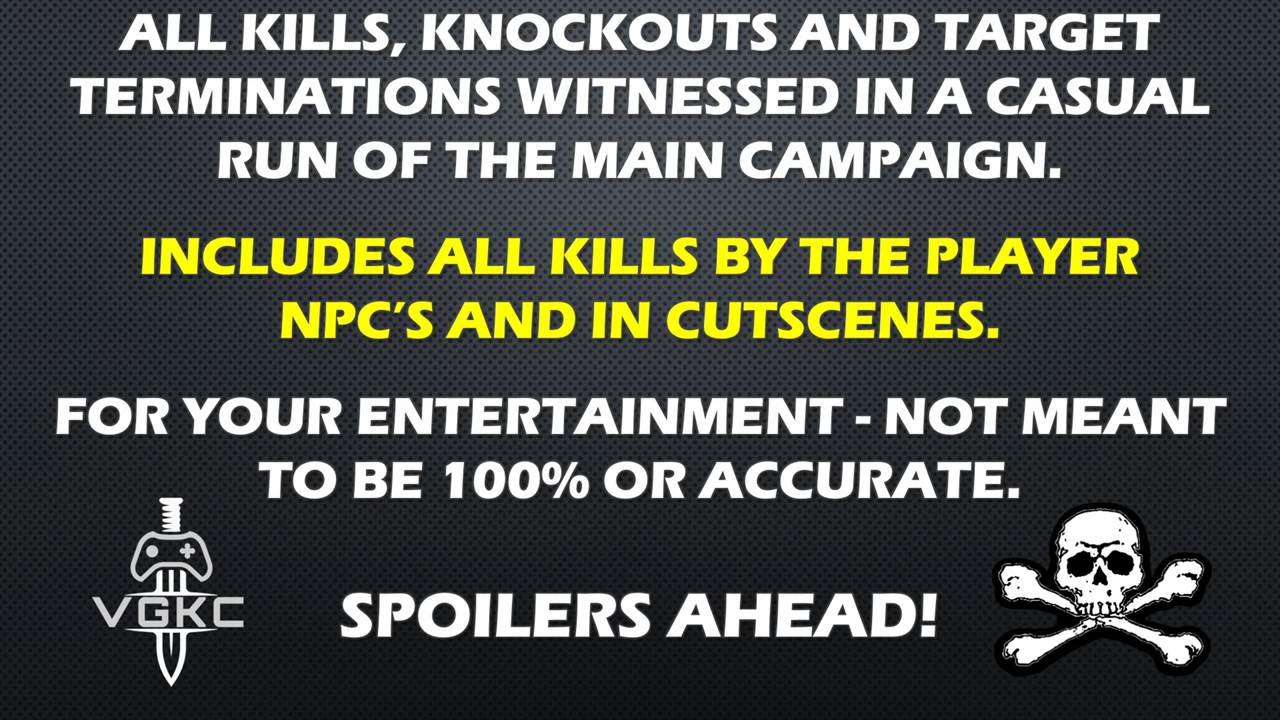 ALL KILLS, KNOCKOUTS AND TARGET
TERMINATIONS WITNESSED IN A CASUAL
RUN OF THE MAIN CAMPAIGN.
INCLUDES ALL KILLS BY THE PLAYER
NPC'S AND IN CUTSCENES.
FOR YOUR ENTERTAINMENT - NOT MEANT
TO BE 100% OR ACCURATE.
VGKC
SPOILERS AHEAD!